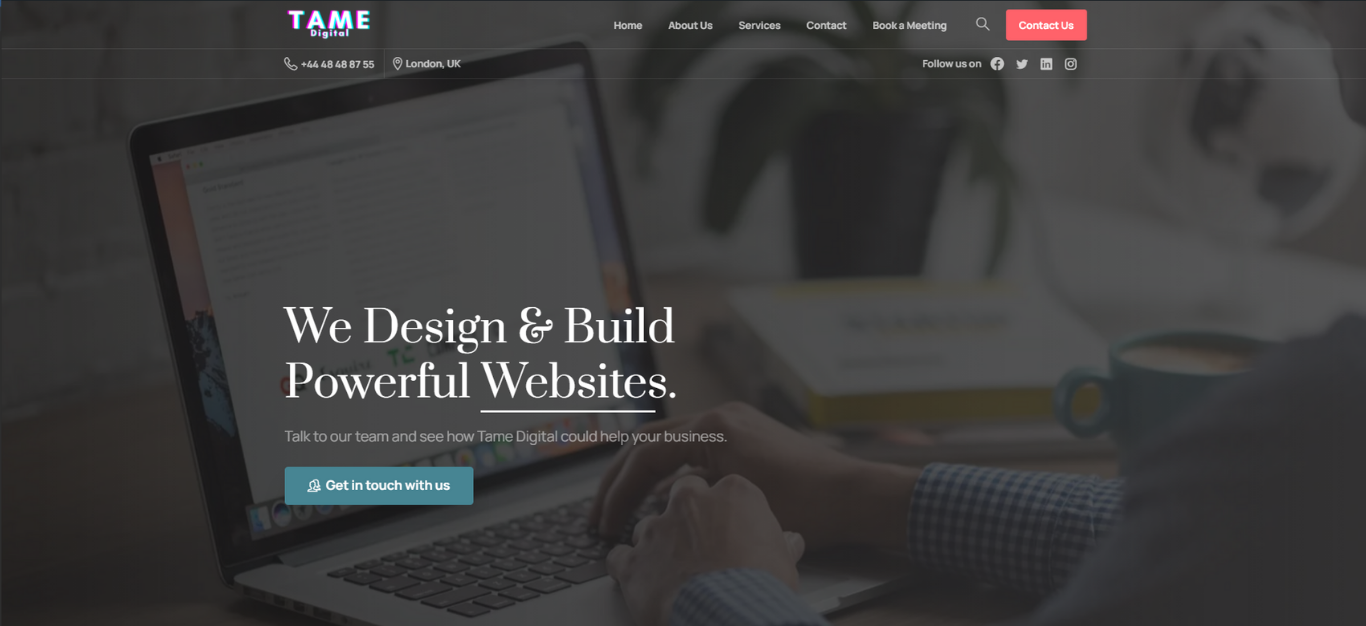 TAME
Digital
Home About Us Services Contact Book a Meeting Contact Us
+44 48 48 87 55 London, UK Follow us on
We Design & Build
Powerful Websites.
Talk to our team and see how Tame Digital could help your business.
Get in touch with us